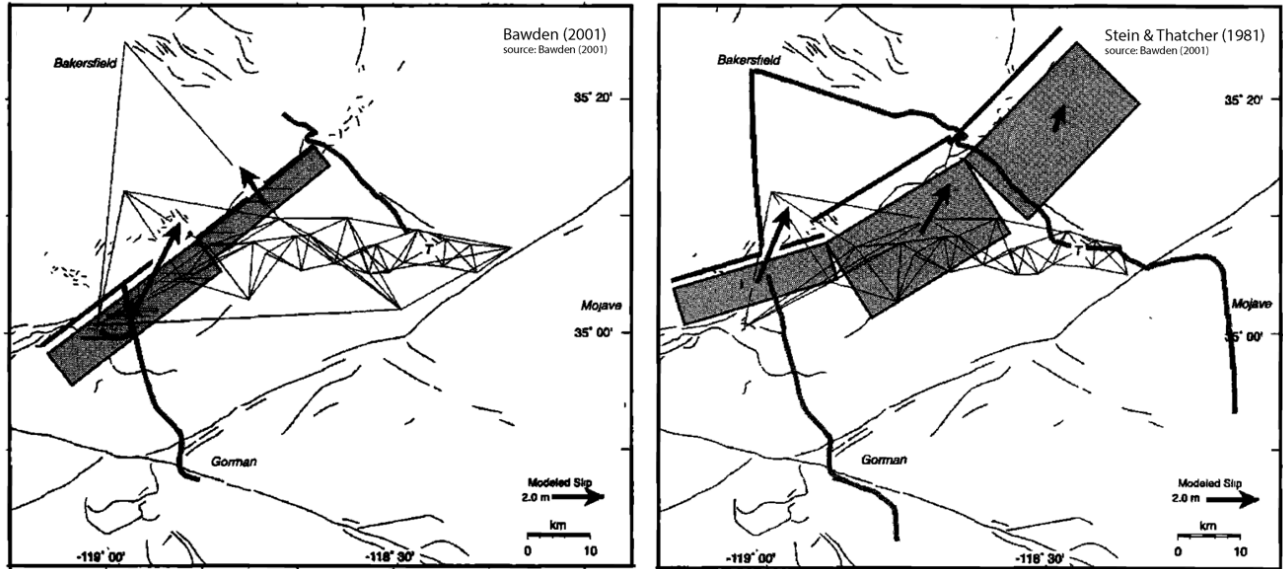 Bawden (2001)
source: Bawden (2001)
Bakersfield
35° 20'
T
Mojave
35° 00'
Gorman
Modeled Slip
2.0 m
km
0 10
-119° 00' -118° 30'
Stein & Thatcher (1981)
source: Bawden (2001)
Bakersfield
35° 20'
T
Mojave
35° 00'
Gorman
Modeled Slip
2.0 m
km
0 10
-119° 00' -118° 30'